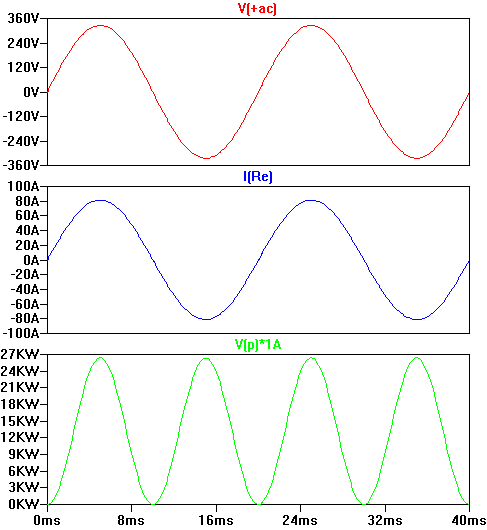 V(+ac)
360V
240V
120V
0V
-120V
-240V
-360V
I(Re)
100A
80A
60A
40A
20A
0A
-20A
-40A
-60A
-80A
-100A
V(p)*1A
27KW
24KW
21KW
18KW
15KW
12KW
9KW
6KW
3KW
0KW
0ms 8ms 16ms 24ms 32ms 40ms